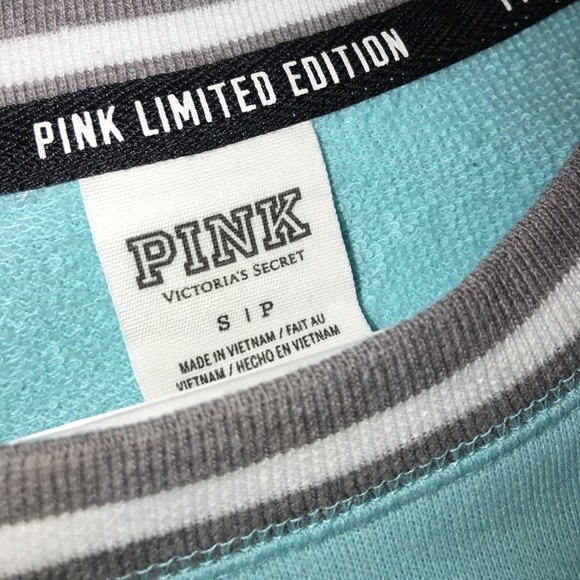 PINK LIMITED EDITION
PINK
VICTORIA'S SECRET
S | P
MADE IN VIETNAM / FAIT AU
VIETNAM / HECHO EN VIETNAM